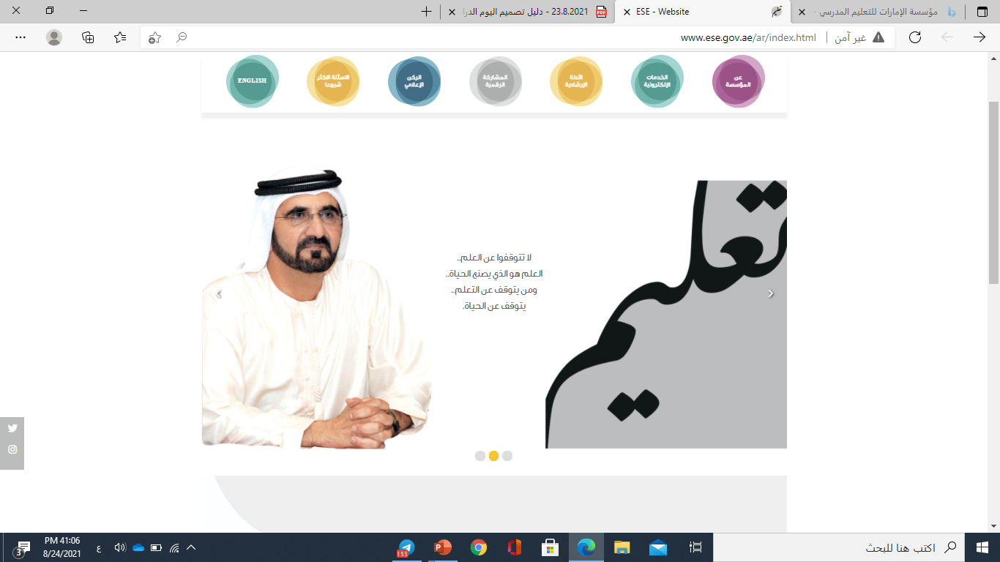 مؤسسة الإمارات للتعليم المدرسي -
ESE - Website
23.8.2021 - دليل تصميم اليوم الدرا
PDF
غير آمن
www.ese.gov.ae/ar/index.html
عن
المؤسسة
الخدمات
الإلكترونية
الأدلة
الإرشادية
المشاركة
الرقمية
الركن
الإعلامي
الاسئلة الاكثر
شيوعا
ENGLISH
تعليم
لا تتوقفوا عن العلم..
العلم هو الذي يصنع الحياة..
ومن يتوقف عن التعلم..
يتوقف عن الحياة.
اكتب هنا للبحث
155
ع
PM 41:06
8/24/2021
3